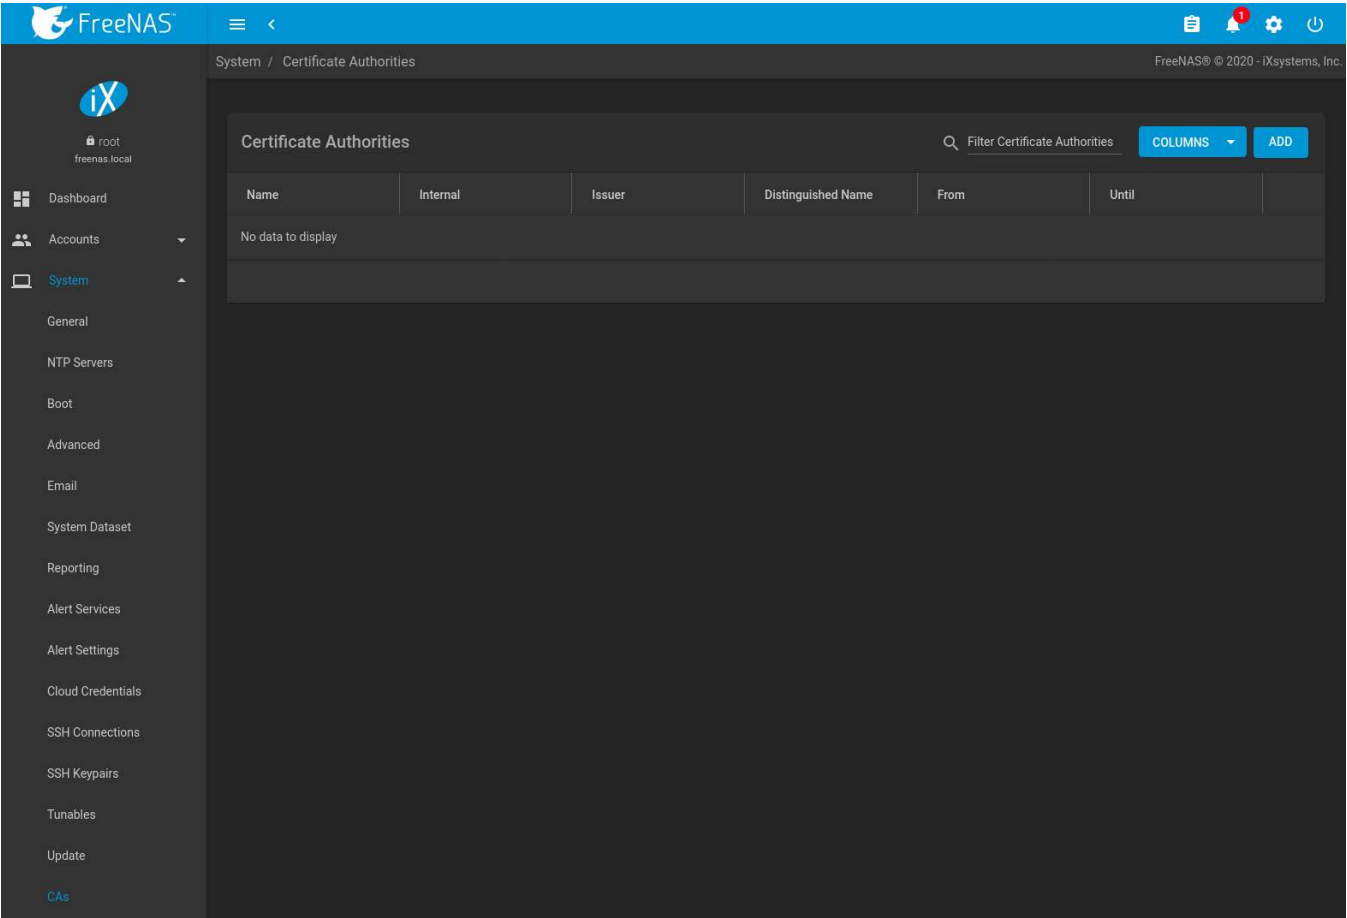 FreeNAS
1
System / Certificate Authorities
FreeNAS® © 2020 - iXsystems, Inc.
iX
root
freenas.local
Certificate Authorities
Filter Certificate Authorities
COLUMNS
ADD
Name Internal Issuer Distinguished Name From Until
No data to display
Dashboard
Accounts
System
General
NTP Servers
Boot
Advanced
Email
System Dataset
Reporting
Alert Services
Alert Settings
Cloud Credentials
SSH Connections
SSH Keypairs
Tunables
Update
CAs